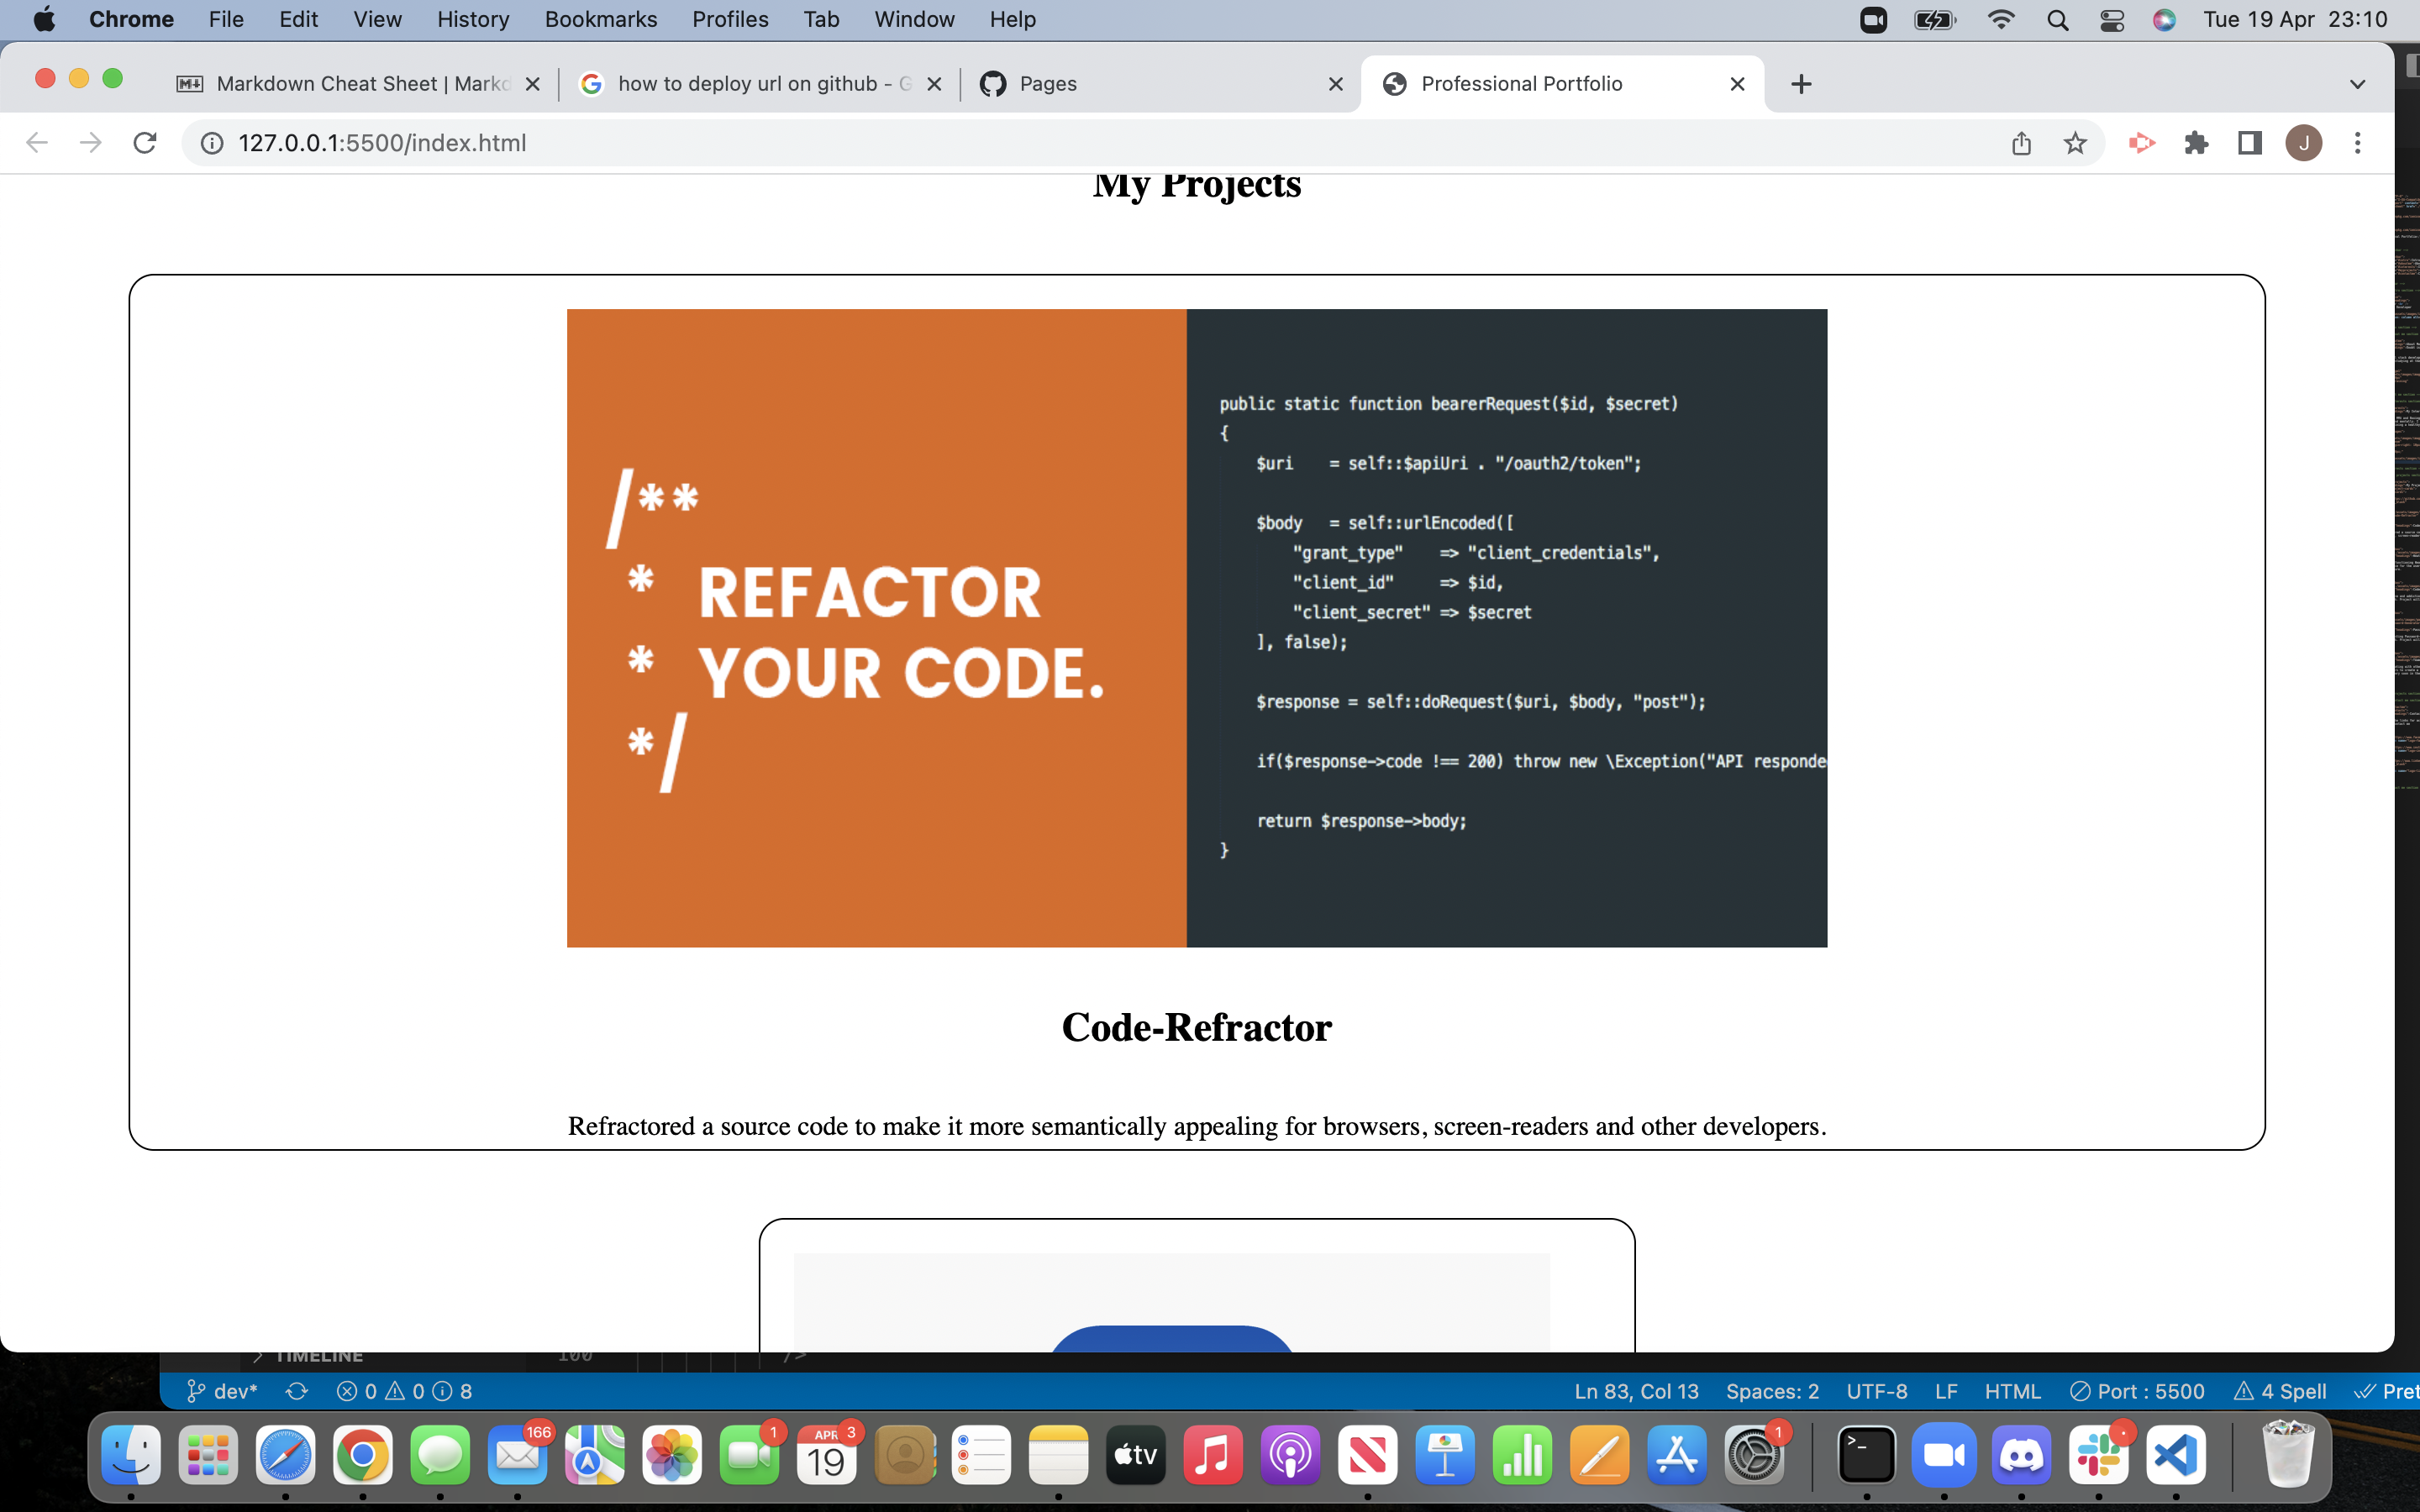 Chrome File Edit View History Bookmarks Profiles Tab Window Help Tue 19 Apr 23:10
Markdown Cheat Sheet | Markd how to deploy url on github - G Pages Professional Portfolio
127.0.0.1:5500/index.html J
My Projects
/**
* REFACTOR
* YOUR CODE.
*/
public static function bearerRequest($id, $secret)
{
$uri = self::$apiUri . "/oauth2/token";
$body = self::urlEncoded([
"grant_type" => "client_credentials",
"client_id" => $id,
"client_secret" => $secret
], false);
$response = self::doRequest($uri, $body, "post");
if($response->code !== 200) throw new \Exception("API responde
return $response->body;
}
Code-Refractor
Refractored a source code to make it more semantically appealing for browsers, screen-readers and other developers.
TIMELINE 100 />
dev* 0 0 8 Ln 83, Col 13 Spaces: 2 UTF-8 LF HTML Port : 5500 4 Spell Pret
166 1 APR 3 19 tv 1